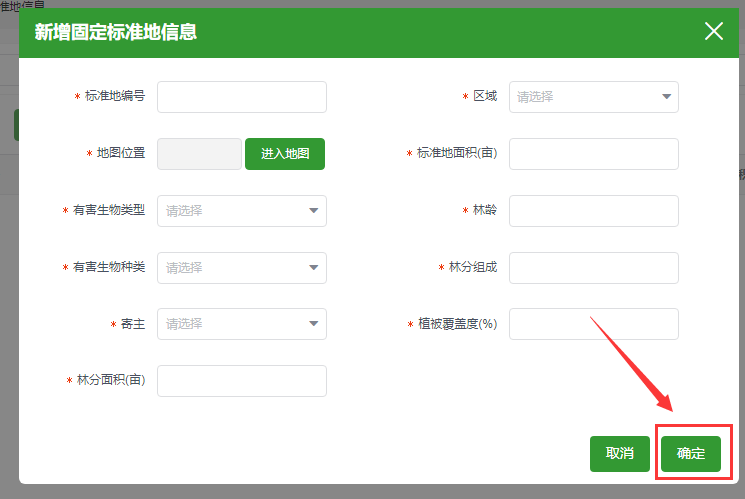 准地信息
新增固定标准地信息
* 标准地编号
* 区域 请选择
* 地图位置 进入地图
* 标准地面积(亩)
* 有害生物类型 请选择
* 林龄
* 有害生物种类 请选择
* 林分组成
* 寄主 请选择
* 植被覆盖度(%)
* 林分面积(亩)
取消 确定